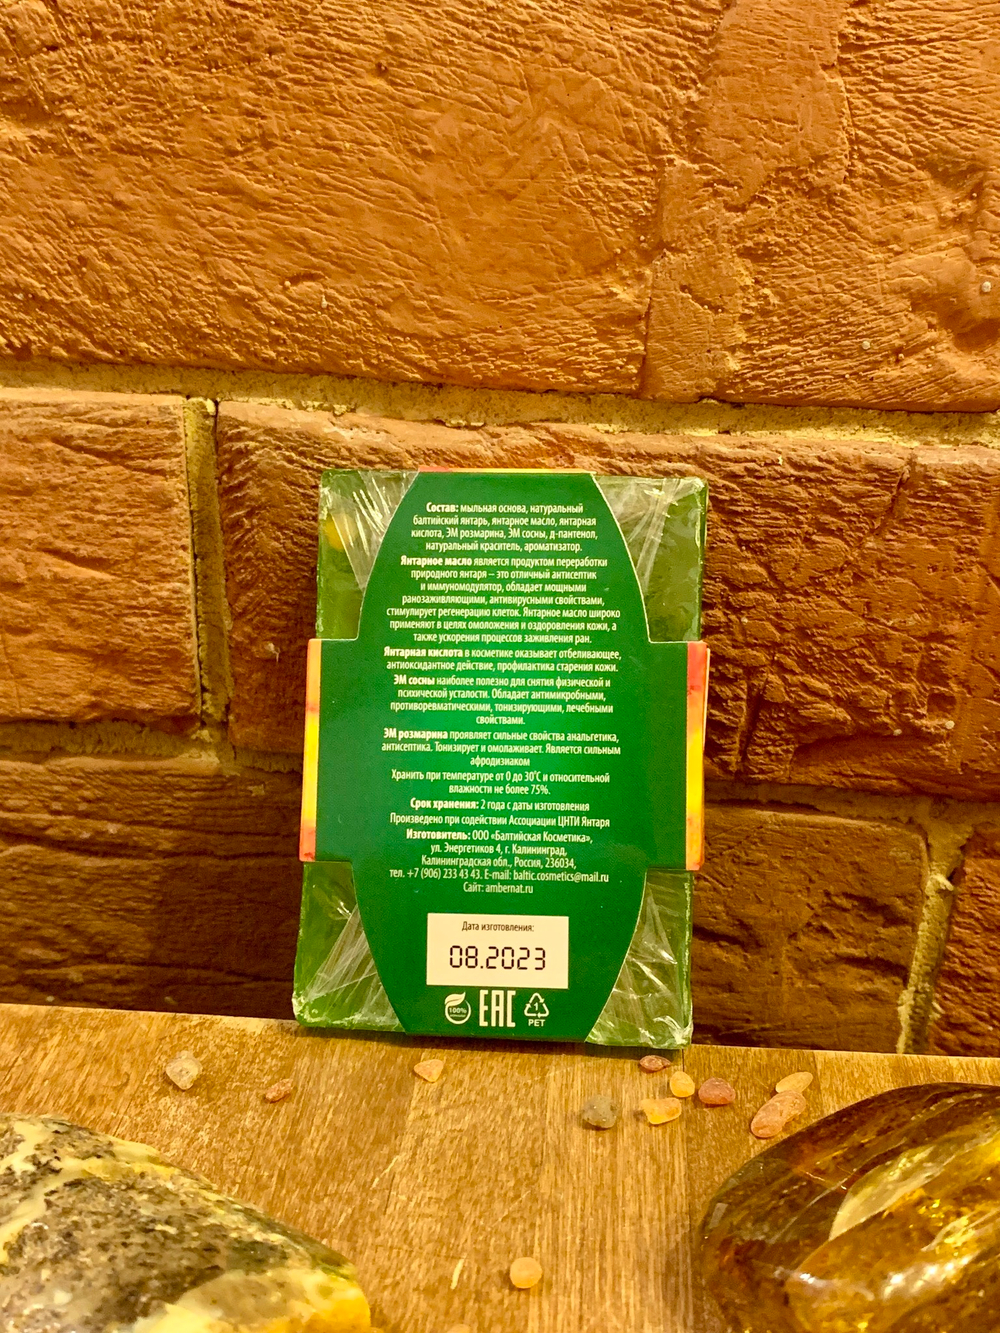 Состав: мыльная основа, натуральный
балтийский янтарь, янтарное масло, янтарная
кислота, ЭМ розмарина, ЭМ сосны, д-пантенол,
натуральный краситель, ароматизатор.
Янтарное масло является продуктом переработки
природного янтаря – это отличный антисептик
и иммуномодулятор, обладает мощными
ранозаживляющими, антивирусными свойствами,
стимулирует регенерацию клеток. Янтарное масло широко
применяют в целях омоложения и оздоровления кожи, а
также ускорения процессов заживления ран.
Янтарная кислота в косметике оказывает отбеливающее,
антиоксидантное действие, профилактика старения кожи.
ЭМ сосны наиболее полезно для снятия физической и
психической усталости. Обладает антимикробными,
противоревматическими, тонизирующими, лечебными
свойствами.
ЭМ розмарина проявляет сильные свойства анальгетика,
антисептика. Тонизирует и омолаживает. Является сильным
афродизиаком
Хранить при температуре от 0 до 30°C и относительной
влажности не более 75%.
Срок хранения: 2 года с даты изготовления
Произведено при содействии Ассоциации ЦНТИ Янтаря
Изготовитель: ООО «Балтийская Косметика»,
ул. Энергетиков 4, г. Калининград,
Калининградская обл., Россия, 236034,
тел. +7 (906) 233 43 43. E-mail: baltic.cosmetics@mail.ru
Сайт: ambernat.ru
Дата изготовления:
08.2023
100% EAC 1
PET